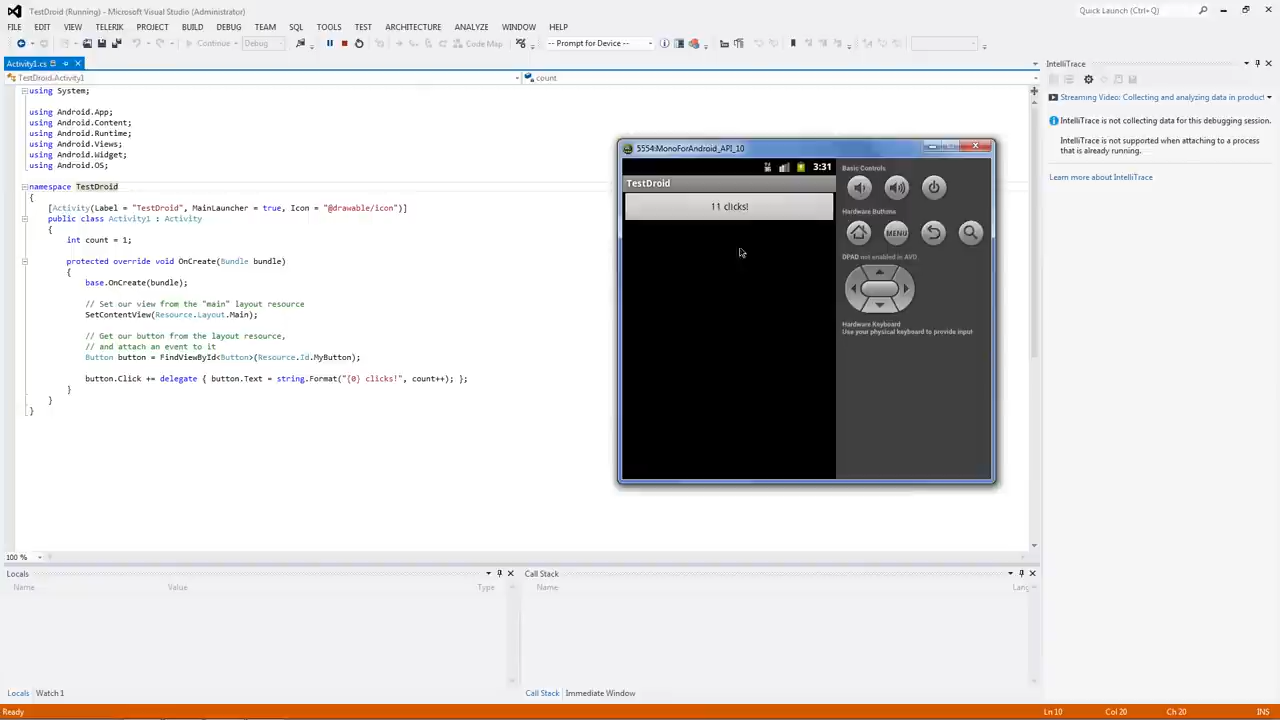 TestDroid (Running) - Microsoft Visual Studio (Administrator)
Quick Launch (Ctrl+Q)
FILE EDIT VIEW TELERIK PROJECT BUILD DEBUG TEAM SQL TOOLS TEST ARCHITECTURE ANALYZE WINDOW HELP
Continue Debug Code Map -- Prompt for Device --
Activity1.cs
TestDroid.Activity1 count
using System;
using Android.App;
using Android.Content;
using Android.Runtime;
using Android.Views;
using Android.Widget;
using Android.OS;
namespace TestDroid
{
[Activity(Label = "TestDroid", MainLauncher = true, Icon = "@drawable/icon")]
public class Activity1 : Activity
{
int count = 1;
protected override void OnCreate(Bundle bundle)
{
base.OnCreate(bundle);
// Set our view from the "main" layout resource
SetContentView(Resource.Layout.Main);
// Get our button from the layout resource,
// and attach an event to it
Button button = FindViewById<Button>(Resource.Id.MyButton);
button.Click += delegate { button.Text = string.Format("{0} clicks!", count++); };
}
}
}
100 %
5554:MonoForAndroid_API_10
3:31
TestDroid
11 clicks!
Basic Controls
Hardware Buttons
MENU
DPAD not enabled in AVD
Hardware Keyboard
Use your physical keyboard to provide input
IntelliTrace
Streaming Video: Collecting and analyzing data in product
IntelliTrace is not collecting data for this debugging session.
IntelliTrace is not supported when attaching to a process
that is already running.
Learn more about IntelliTrace
Locals
Name Value Type
Call Stack
Name Lang
Locals Watch 1
Call Stack Immediate Window
Ready Ln 10 Col 20 Ch 20 INS